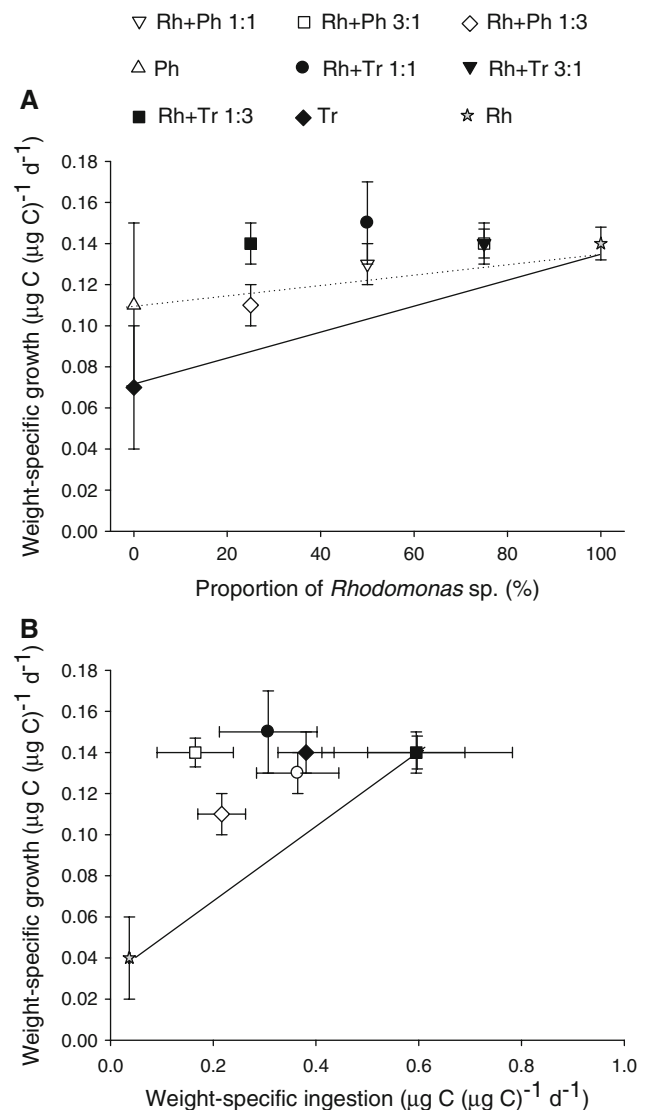 Rh+Ph 1:1 Rh+Ph 3:1 Rh+Ph 1:3
Ph Rh+Tr 1:1 Rh+Tr 3:1
Rh+Tr 1:3 Tr Rh
A
Weight-specific growth (µg C (µg C)⁻¹ d⁻¹)
0.18
0.16
0.14
0.12
0.10
0.08
0.06
0.04
0.02
0.00
0 20 40 60 80 100
Proportion of Rhodomonas sp. (%)
B
Weight-specific growth (µg C (µg C)⁻¹ d⁻¹)
0.18
0.16
0.14
0.12
0.10
0.08
0.06
0.04
0.02
0.00
0.0 0.2 0.4 0.6 0.8 1.0
Weight-specific ingestion (µg C (µg C)⁻¹ d⁻¹)